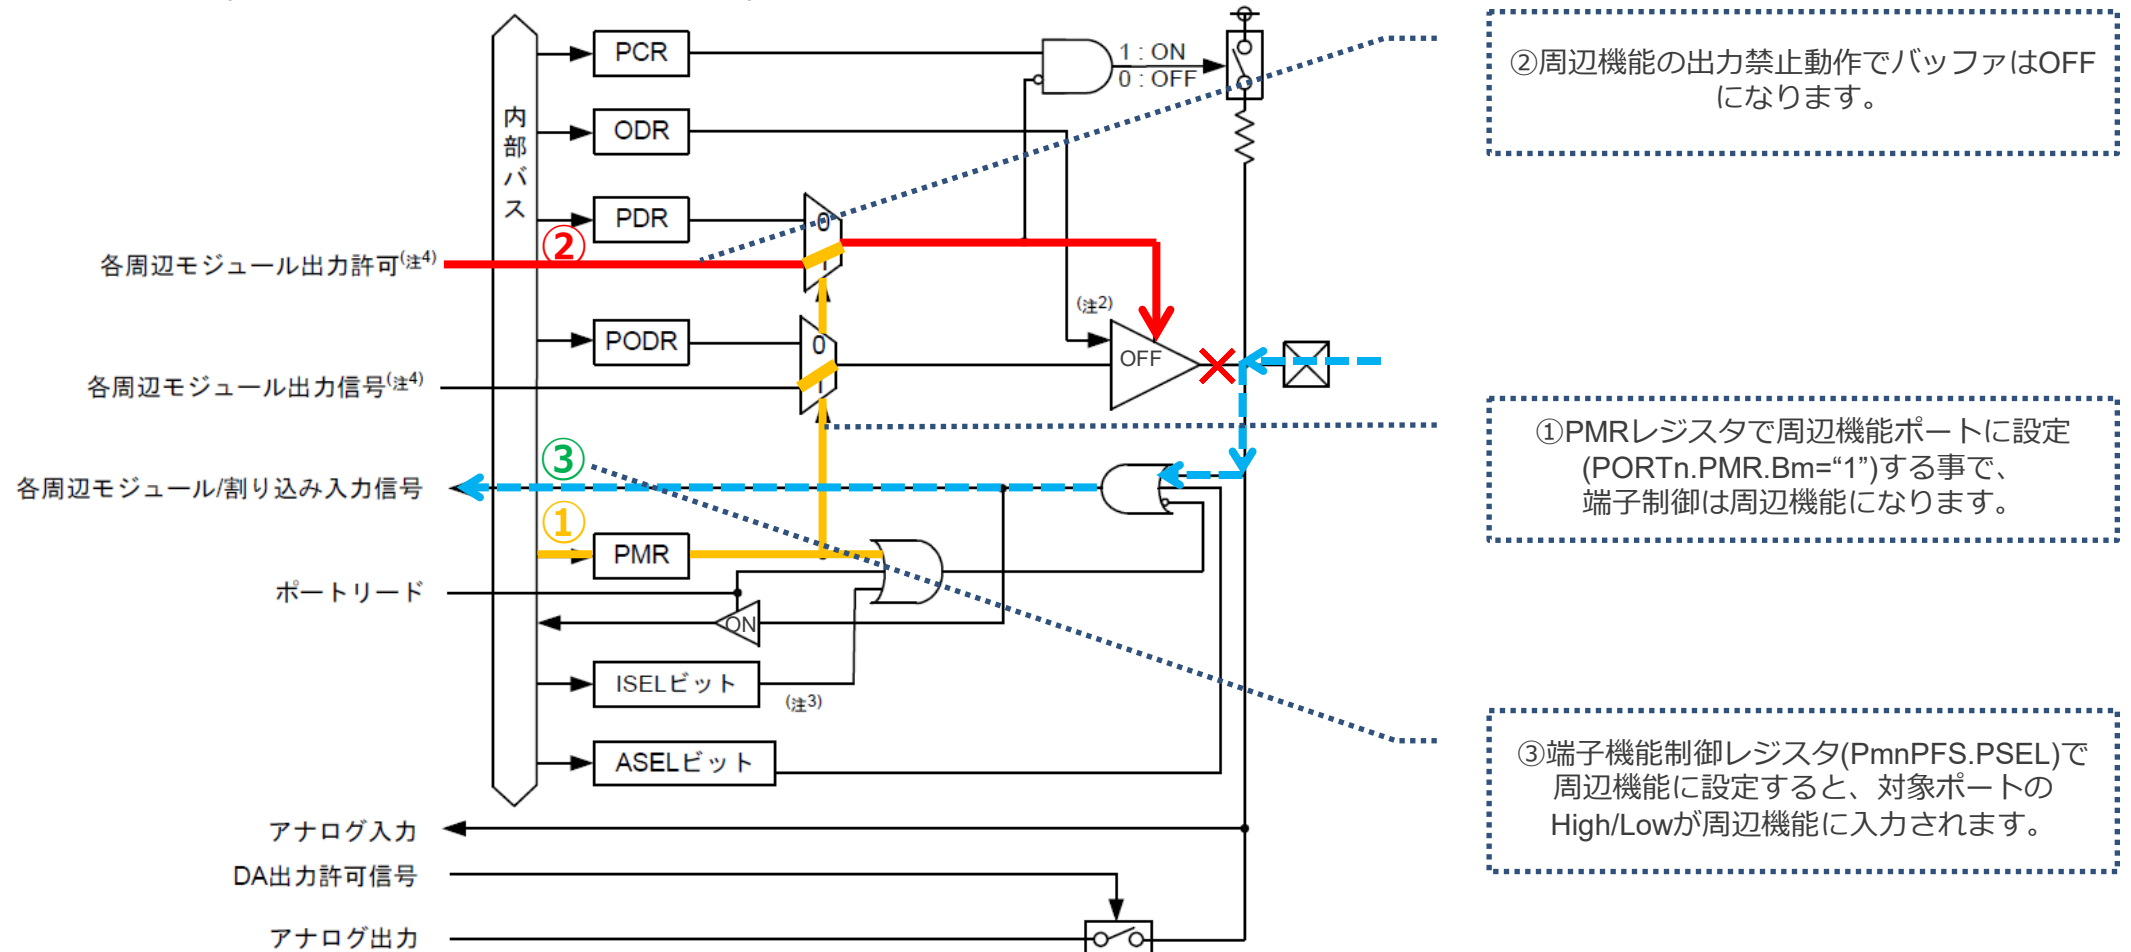 PCR
1 : ON
0 : OFF
②周辺機能の出力禁止動作でバッファはOFF
になります。
内部バス
ODR
PDR
0
1
②
各周辺モジュール出力許可(注4)
(注2)
PODR
0
1
OFF
各周辺モジュール出力信号(注4)
①PMRレジスタで周辺機能ポートに設定
(PORTn.PMR.Bm=“1”)する事で、
端子制御は周辺機能になります。
③
各周辺モジュール/割り込み入力信号
①
PMR
ポートリード
ON
ISELビット
(注3)
ASELビット
③端子機能制御レジスタ(PmnPFS.PSEL)で
周辺機能に設定すると、対象ポートの
High/Lowが周辺機能に入力されます。
アナログ入力
DA出力許可信号
アナログ出力